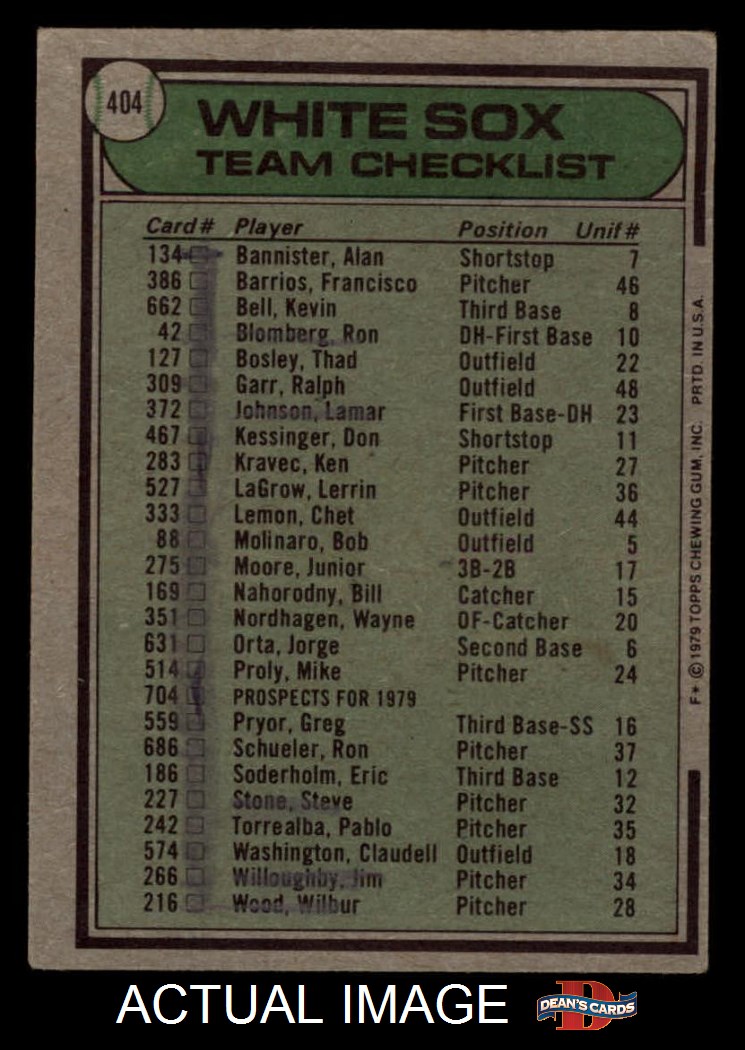 404
WHITE SOX
TEAM CHECKLIST
Card # Player Position Unif #
134 Bannister, Alan Shortstop 7
386 Barrios, Francisco Pitcher 46
662 Bell, Kevin Third Base 8
42 Blomberg, Ron DH-First Base 10
127 Bosley, Thad Outfield 22
309 Garr, Ralph Outfield 48
372 Johnson, Lamar First Base-DH 23
467 Kessinger, Don Shortstop 11
283 Kravec, Ken Pitcher 27
527 LaGrow, Lerrin Pitcher 36
333 Lemon, Chet Outfield 44
88 Molinaro, Bob Outfield 5
275 Moore, Junior 3B-2B 17
169 Nahorodny, Bill Catcher 15
351 Nordhagen, Wayne OF-Catcher 20
631 Orta, Jorge Second Base 6
514 Proly, Mike Pitcher 24
704 PROSPECTS FOR 1979
559 Pryor, Greg Third Base-SS 16
686 Schueler, Ron Pitcher 37
186 Soderholm, Eric Third Base 12
227 Stone, Steve Pitcher 32
242 Torrealba, Pablo Pitcher 35
574 Washington, Claudell Outfield 18
266 Willoughby, Jim Pitcher 34
216 Wood, Wilbur Pitcher 28
F* © 1979 TOPPS CHEWING GUM, INC. PRTD. IN U.S.A.
ACTUAL IMAGE
D
DEAN'S CARDS